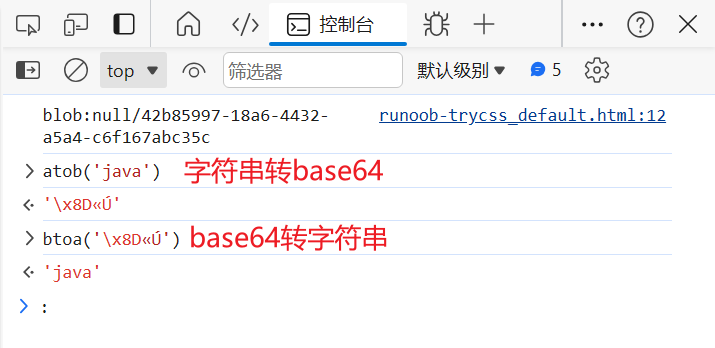 控制台
top 筛选器 默认级别 5
blob:null/42b85997-18a6-4432-a5a4-c6f167abc35c runoob-trycss_default.html:12
atob('java') 字符串转base64
'\x8D«Ú'
btoa('\x8D«Ú') base64转字符串
'java'
: